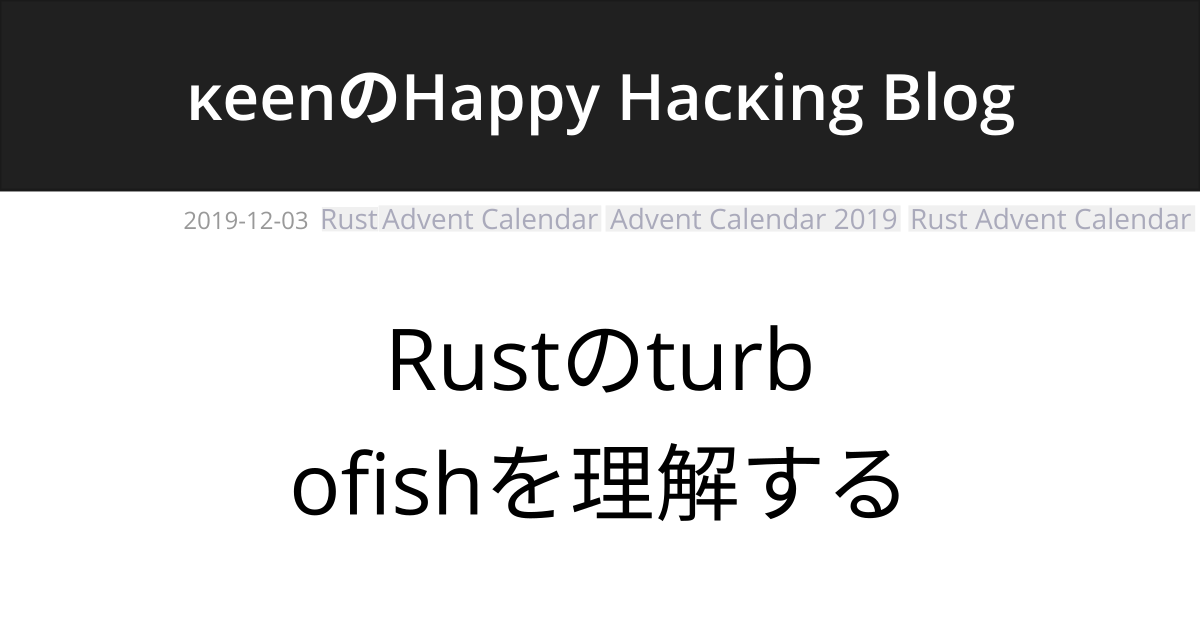 κeenのHappy Hacκing Blog
2019-12-03 Rust Advent Calendar Advent Calendar 2019 Rust Advent Calendar
Rustのturb
ofishを理解する